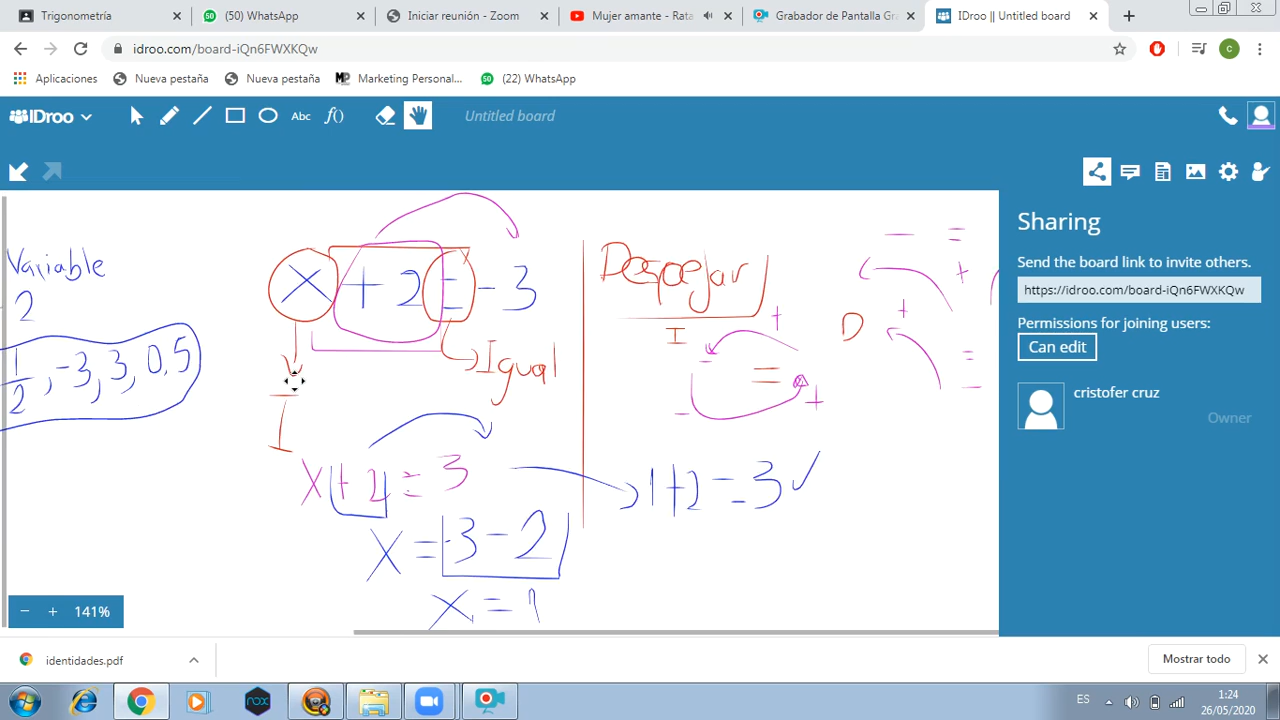 Trigonometría
(50) WhatsApp
Iniciar reunión - Zoom
Mujer amante - Rata
Grabador de Pantalla Gra
IDroo || Untitled board
idroo.com/board-iQn6FWXKQw
C
Aplicaciones
Nueva pestaña
Nueva pestaña
Marketing Personal...
(22) WhatsApp
IDroo
Abc
f()
Untitled board
Variable
2
1/2, -3, 3, 0,5
x + 2 = - 3
Igual
Despejar
I
+
-
=
-
+
- =
+
+
D
=
x + 2 = 3
1 + 2 = 3 ✓
x = 3 - 2
x = 1
Sharing
Send the board link to invite others.
https://idroo.com/board-iQn6FWXKQw
Permissions for joining users:
Can edit
cristofer cruz
Owner
− + 141%
identidades.pdf
Mostrar todo
nox
ES
1:24
26/05/2020